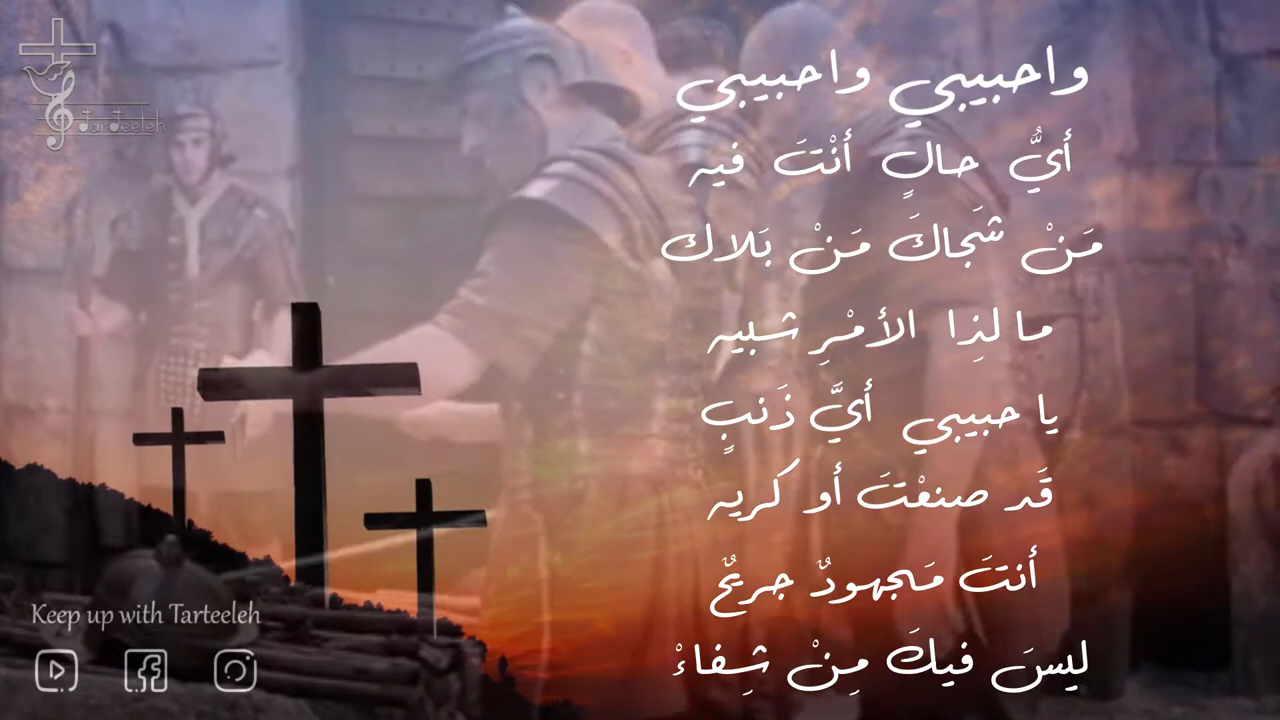 واحبيبي واحبيبي
أيُّ حالٍ أنْتَ فيه
مَنْ شَجاكَ مَنْ بَلاك
ما لذِا الأمْرِ شبيه
يا حبيبي أيَّ ذَنبٍ
قَد صنعْتَ أو كريه
أنتَ مَجهودٌ جريحٌ
ليسَ فيكَ مِنْ شِفاءْ
Tarteeleh
Keep up with Tarteeleh